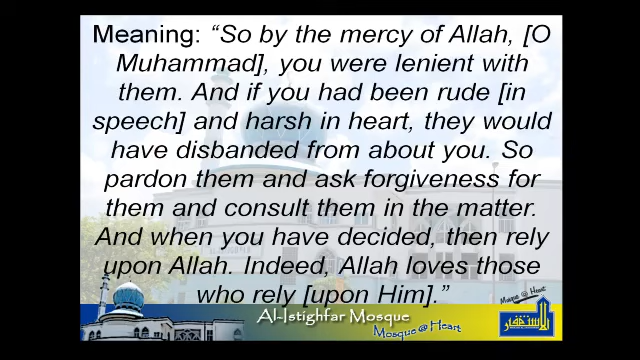 Meaning: “So by the mercy of Allah, [O
Muhammad], you were lenient with
them. And if you had been rude [in
speech] and harsh in heart, they would
have disbanded from about you. So
pardon them and ask forgiveness for
them and consult them in the matter.
And when you have decided, then rely
upon Allah. Indeed, Allah loves those
who rely [upon Him].”
Mosque @ Heart
Al-Istighfar Mosque
Mosque @ Heart
الاستغفار